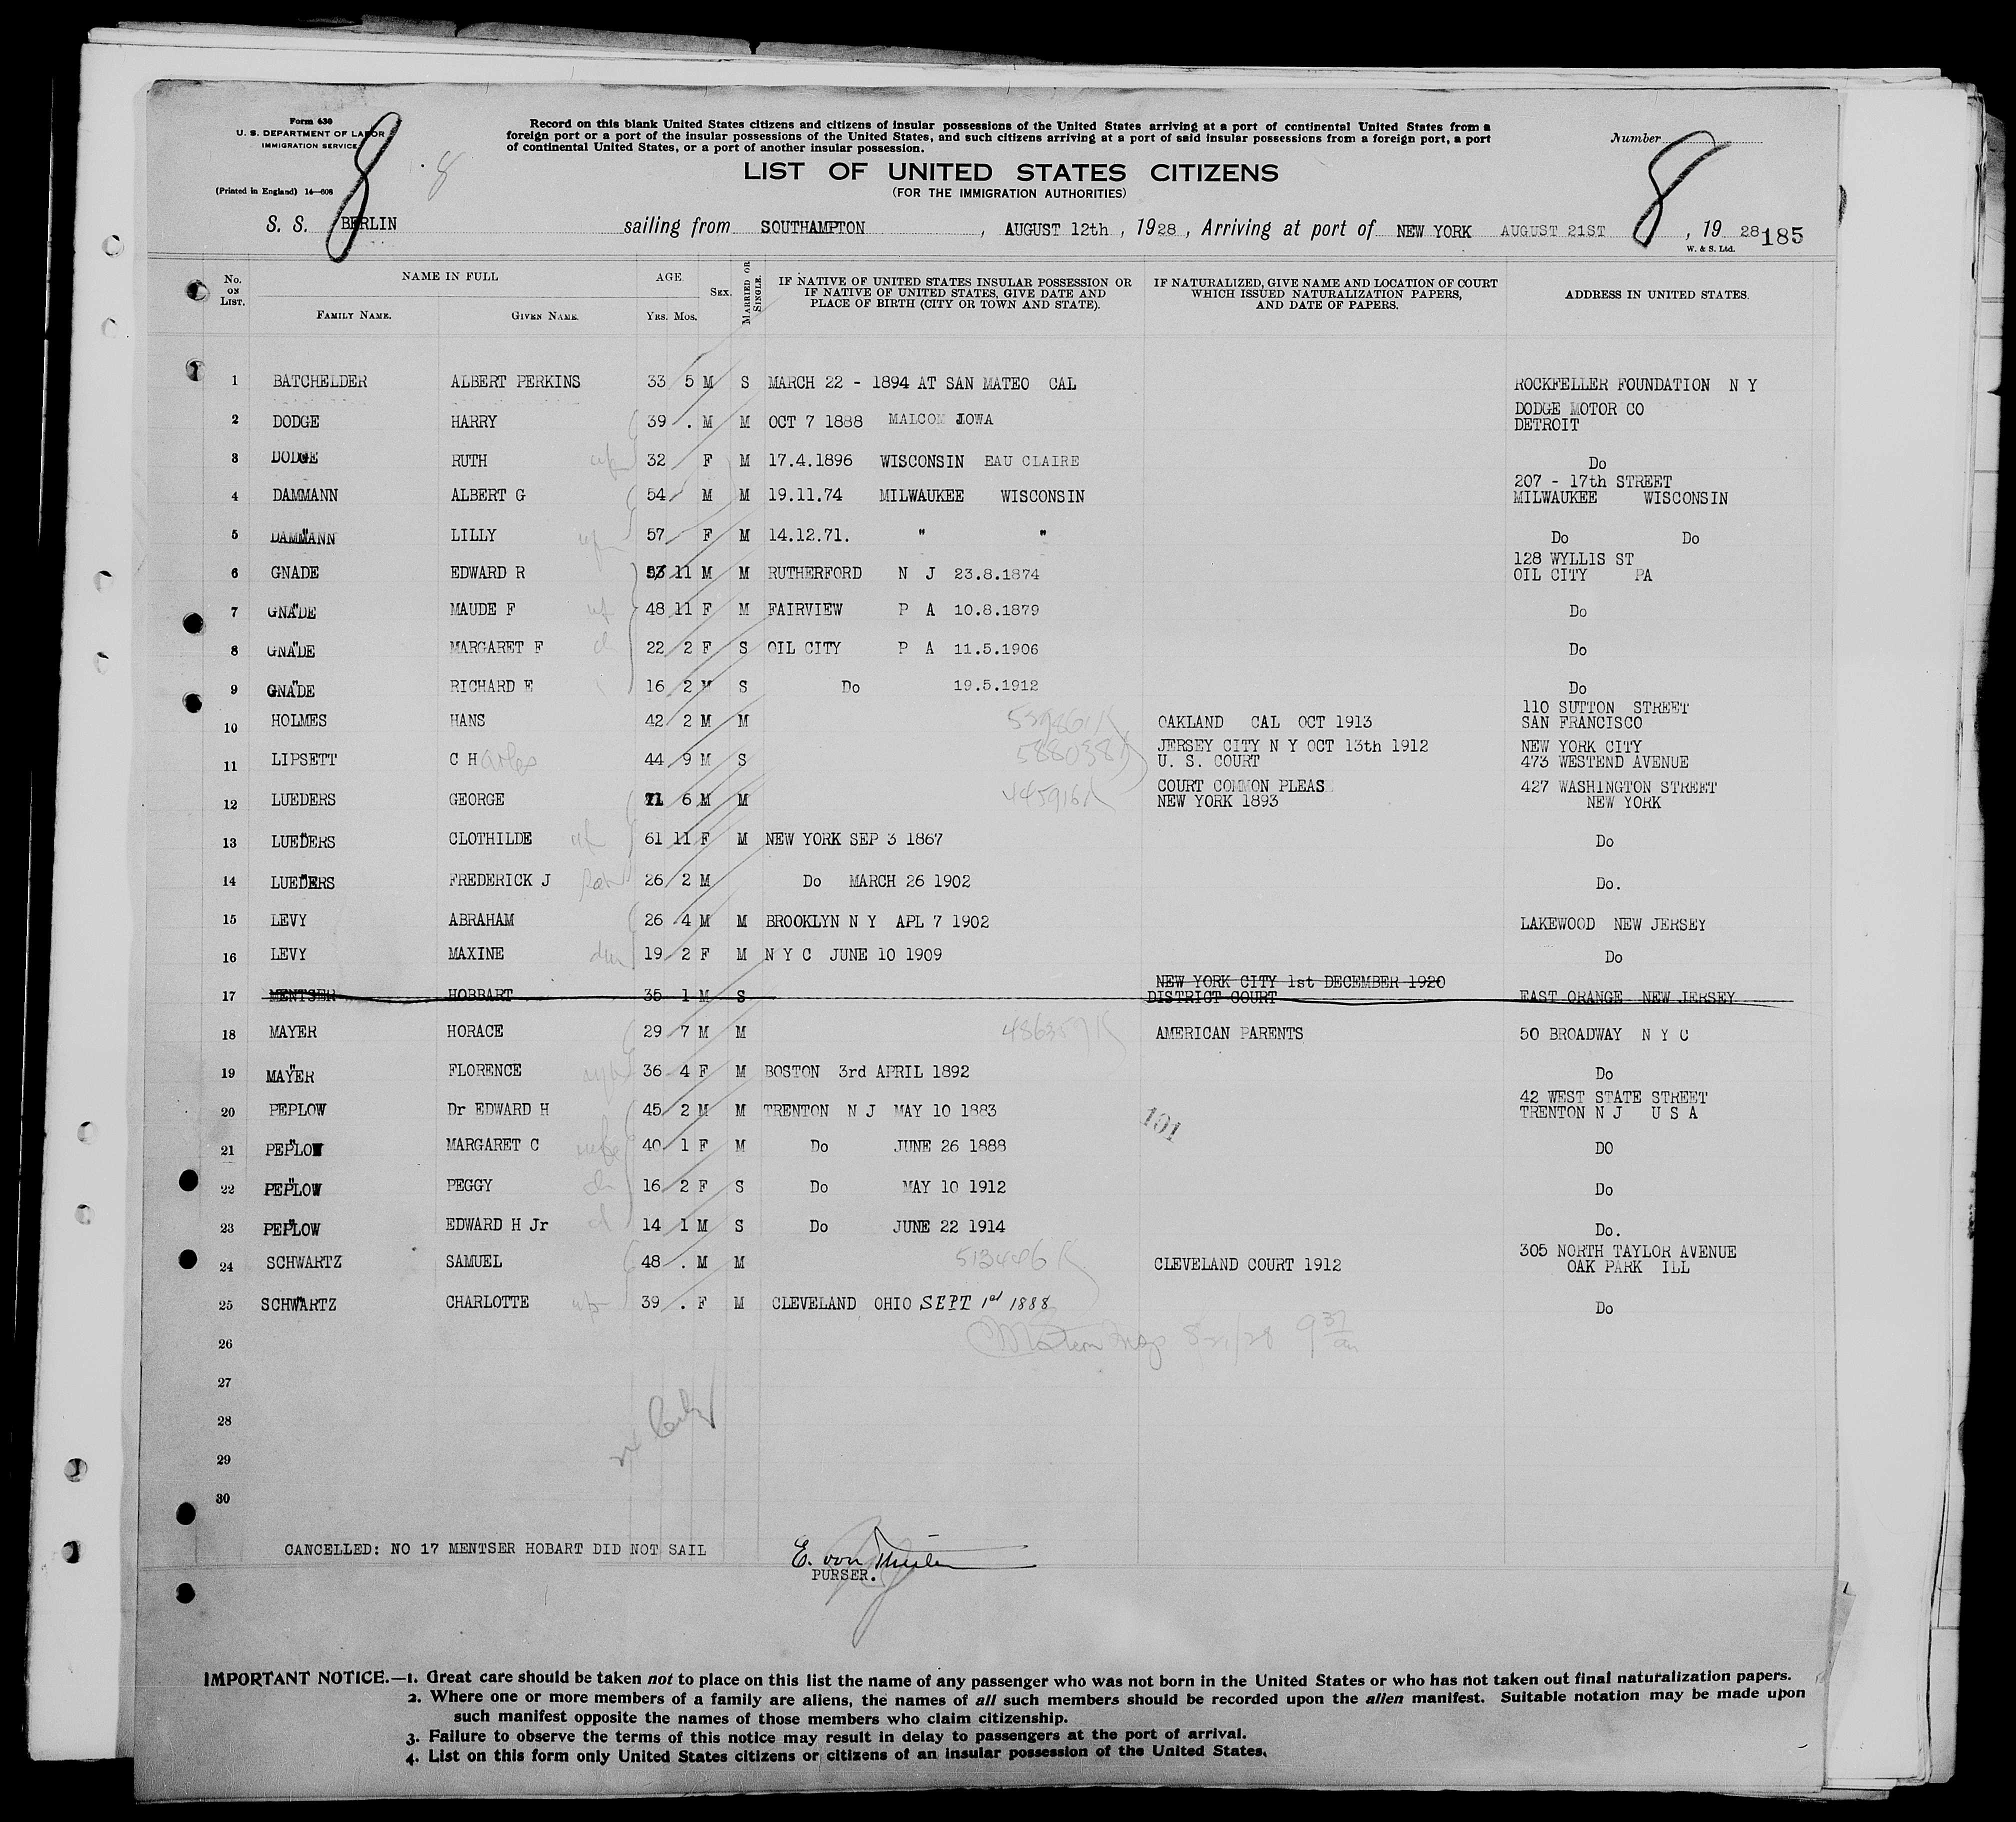 Form 630
U. S. DEPARTMENT OF LABOR
IMMIGRATION SERVICE
(Printed in England) 14—608
8
8
Record on this blank United States citizens and citizens of insular possessions of the United States arriving at a port of continental United States from a
foreign port or a port of the insular possessions of the United States, and such citizens arriving at a port of said insular possessions from a foreign port, a port
of continental United States, or a port of another insular possession.
Number
8
LIST OF UNITED STATES CITIZENS
(FOR THE IMMIGRATION AUTHORITIES)
S. S. BERLIN sailing from SOUTHAMPTON, AUGUST 12th, 1928, Arriving at port of NEW YORK AUGUST 21ST, 19 28
W. & S. Ltd.
185
No. ON LIST. NAME IN FULL AGE SEX. MARRIED OR SINGLE. IF NATIVE OF UNITED STATES INSULAR POSSESSION OR IF NATIVE OF UNITED STATES, GIVE DATE AND PLACE OF BIRTH (CITY OR TOWN AND STATE). IF NATURALIZED, GIVE NAME AND LOCATION OF COURT WHICH ISSUED NATURALIZATION PAPERS, AND DATE OF PAPERS. ADDRESS IN UNITED STATES.
FAMILY NAME. GIVEN NAME. YRS. MOS.
1 BATCHELDER ALBERT PERKINS 33 5 M S MARCH 22 - 1894 AT SAN MATEO CAL ROCKFELLER FOUNDATION N Y
2 DODGE HARRY 39 . M M OCT 7 1888 MALCOM IOWA DODGE MOTOR CO DETROIT
3 DODGE RUTH 32 F M 17.4.1896 WISCONSIN EAU CLAIRE Do
4 DAMMANN ALBERT G 54 M M 19.11.74 MILWAUKEE WISCONSIN 207 - 17th STREET MILWAUKEE WISCONSIN
5 DAMMANN LILLY 57 F M 14.12.71. " " Do Do
6 GNADE EDWARD R 53 11 M M RUTHERFORD N J 23.8.1874 128 WYLLIS ST OIL CITY PA
7 GNADE MAUDE F 48 11 F M FAIRVIEW P A 10.8.1879 Do
8 GNADE MARGARET F 22 2 F S OIL CITY P A 11.5.1906 Do
9 GNADE RICHARD E 16 2 M S Do 19.5.1912 Do
10 HOLMES HANS 42 2 M M OAKLAND CAL OCT 1913 110 SUTTON STREET SAN FRANCISCO
11 LIPSETT C Harles 44 9 M S 588038 JERSEY CITY N Y OCT 13th 1912 U. S. COURT NEW YORK CITY 473 WESTEND AVENUE
12 LUEDERS GEORGE 71 6 M M 445916 COURT COMMON PLEAS NEW YORK 1893 427 WASHINGTON STREET NEW YORK
13 LUEDERS CLOTHILDE 61 11 F M NEW YORK SEP 3 1867 Do
14 LUEDERS FREDERICK J 26 2 M Do MARCH 26 1902 Do.
15 LEVY ABRAHAM 26 4 M M BROOKLYN N Y APL 7 1902 LAKEWOOD NEW JERSEY
16 LEVY MAXINE 19 2 F M N Y C JUNE 10 1909 Do
17 MENTSER HOBBART 35 1 M S NEW YORK CITY 1st DECEMBER 1920 DISTRICT COURT EAST ORANGE NEW JERSEY
18 MAYER HORACE 29 7 M M 486359 AMERICAN PARENTS 50 BROADWAY N Y C
19 MAYER FLORENCE 36 4 F M BOSTON 3rd APRIL 1892 Do
20 PEPLOW Dr EDWARD H 45 2 M M TRENTON N J MAY 10 1883 42 WEST STATE STREET TRENTON N J U S A
101
21 PEPLOW MARGARET C wife 40 1 F M Do JUNE 26 1888 DO
22 PEPLOW PEGGY ch 16 2 F S Do MAY 10 1912 Do
23 PEPLOW EDWARD H Jr 14 1 M S Do JUNE 22 1914 Do.
24 SCHWARTZ SAMUEL 48 . M M 513446 CLEVELAND COURT 1912 305 NORTH TAYLOR AVENUE OAK PARK ILL
25 SCHWARTZ CHARLOTTE 39 . F M CLEVELAND OHIO SEPT 1st 1888 Do
26
27
28
29
30
CANCELLED: NO 17 MENTSER HOBART DID NOT SAIL
E. von
PURSER.
IMPORTANT NOTICE.—1. Great care should be taken not to place on this list the name of any passenger who was not born in the United States or who has not taken out final naturalization papers.
2. Where one or more members of a family are aliens, the names of all such members should be recorded upon the alien manifest. Suitable notation may be made upon
such manifest opposite the names of those members who claim citizenship.
3. Failure to observe the terms of this notice may result in delay to passengers at the port of arrival.
4. List on this form only United States citizens or citizens of an insular possession of the United States.